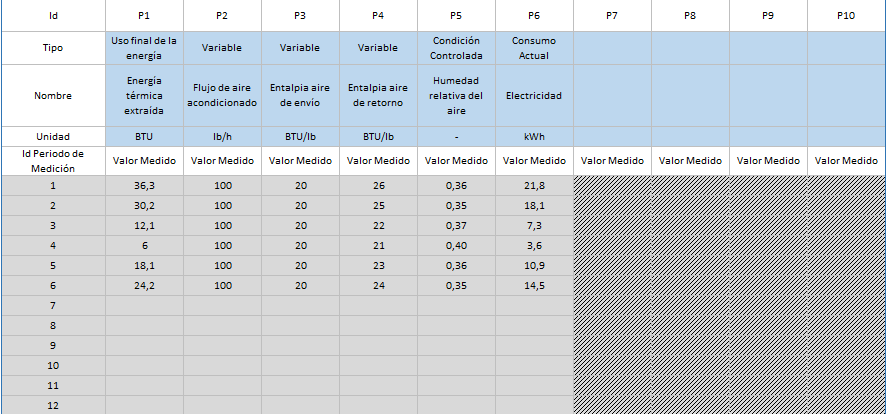 Id P1 P2 P3 P4 P5 P6 P7 P8 P9 P10
Tipo Uso final de la energía Variable Variable Variable Condición Controlada Consumo Actual
Nombre Energía térmica extraída Flujo de aire acondicionado Entalpia aire de envío Entalpia aire de retorno Humedad relativa del aire Electricidad
Unidad BTU lb/h BTU/lb BTU/lb - kWh
Id Periodo de Medición Valor Medido Valor Medido Valor Medido Valor Medido Valor Medido Valor Medido Valor Medido Valor Medido Valor Medido Valor Medido
1 36,3 100 20 26 0,36 21,8
2 30,2 100 20 25 0,35 18,1
3 12,1 100 20 22 0,37 7,3
4 6 100 20 21 0,40 3,6
5 18,1 100 20 23 0,36 10,9
6 24,2 100 20 24 0,35 14,5
7
8
9
10
11
12